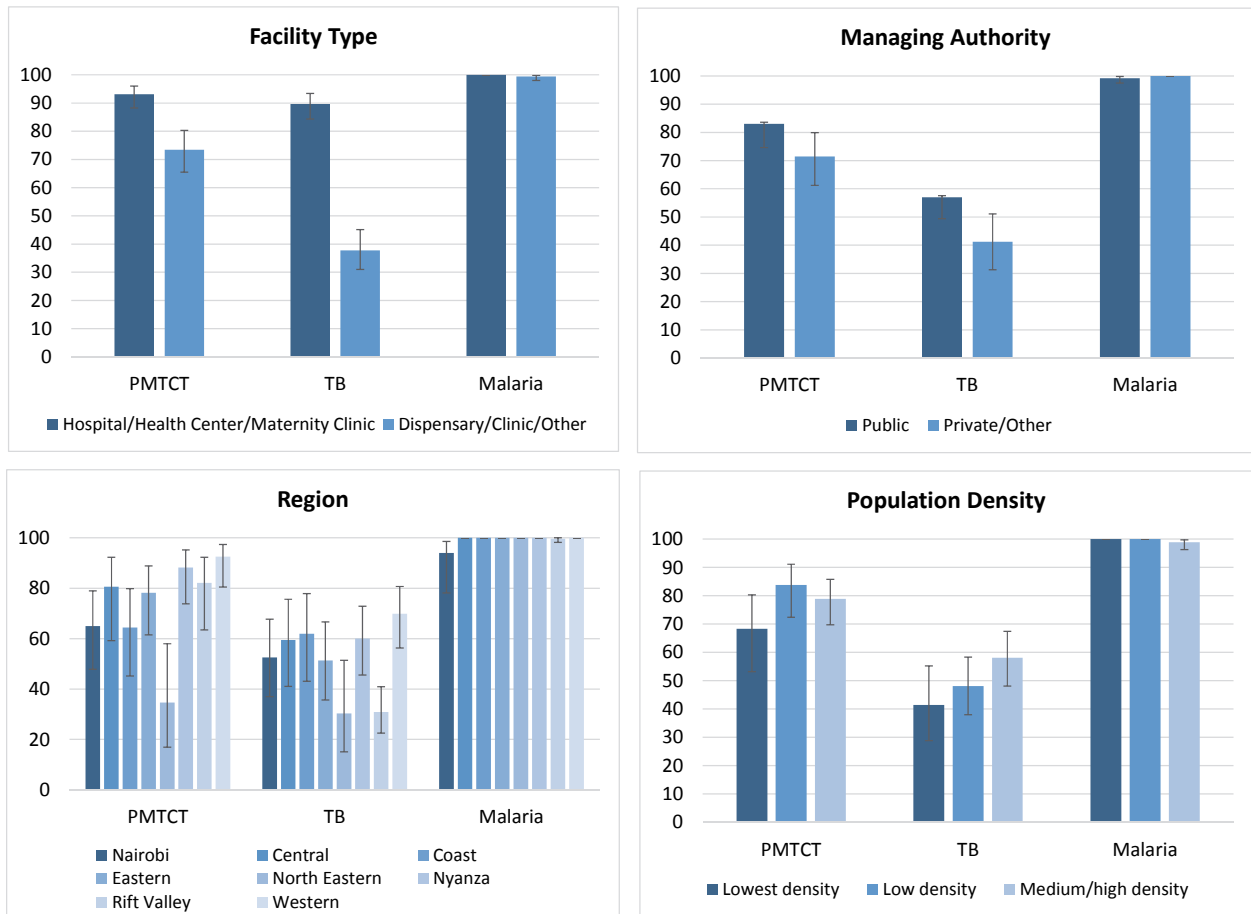 Facility Type
100
90
80
70
60
50
40
30
20
10
0
PMTCT TB Malaria
Hospital/Health Center/Maternity Clinic Dispensary/Clinic/Other
Managing Authority
100
90
80
70
60
50
40
30
20
10
0
PMTCT TB Malaria
Public Private/Other
Region
100
80
60
40
20
0
PMTCT TB Malaria
Nairobi Central Coast
Eastern North Eastern Nyanza
Rift Valley Western
Population Density
100
90
80
70
60
50
40
30
20
10
0
PMTCT TB Malaria
Lowest density Low density Medium/high density